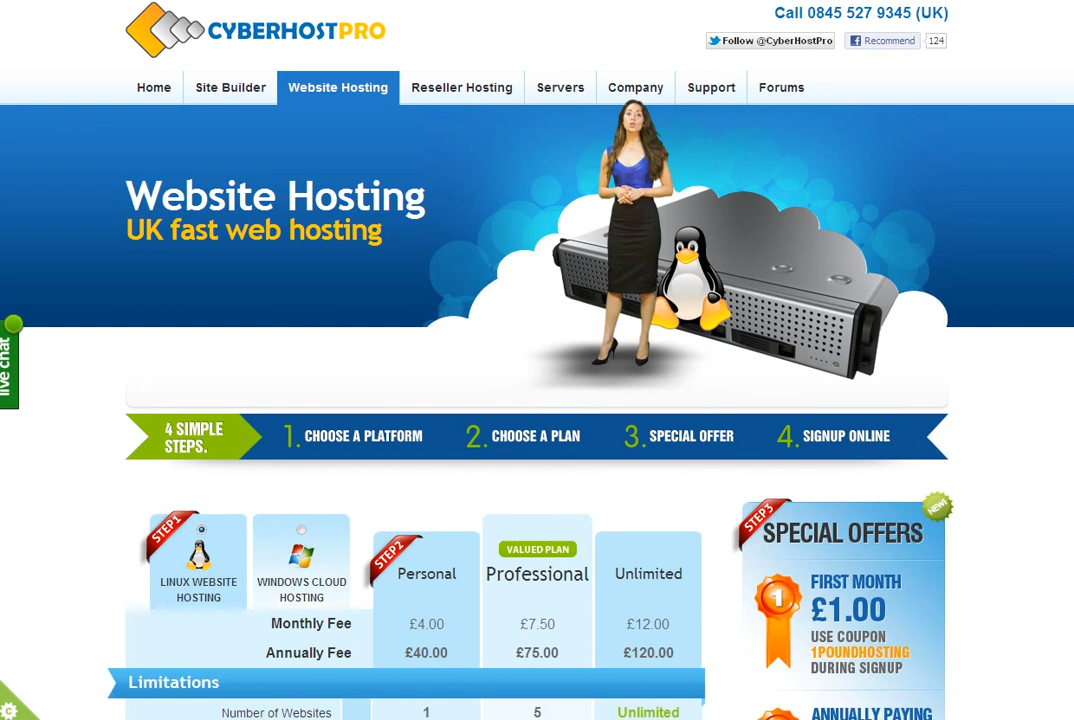 CYBERHOSTPRO
Call 0845 527 9345 (UK)
Follow @CyberHostPro
Recommend 124
Home Site Builder Website Hosting Reseller Hosting Servers Company Support Forums
Website Hosting
UK fast web hosting
live chat
4 SIMPLE
STEPS.
1. CHOOSE A PLATFORM 2. CHOOSE A PLAN 3. SPECIAL OFFER 4. SIGNUP ONLINE
STEP1
LINUX WEBSITE
HOSTING
WINDOWS CLOUD
HOSTING
STEP2
VALUED PLAN
Personal Professional Unlimited
Monthly Fee £4.00 £7.50 £12.00
Annually Fee £40.00 £75.00 £120.00
Limitations
Number of Websites 1 5 Unlimited
STEP3
NEW!
SPECIAL OFFERS
1
FIRST MONTH
£1.00
USE COUPON
1POUNDHOSTING
DURING SIGNUP
ANNUALLY PAYING